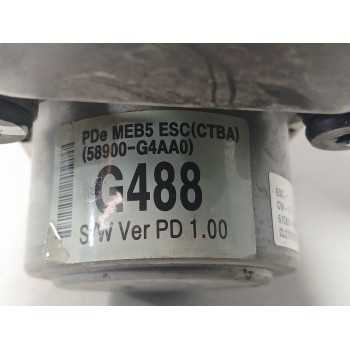 PDe MEB5 ESC(CTBA)
(58900-G4AA0)
G488
S/W Ver PD 1.00